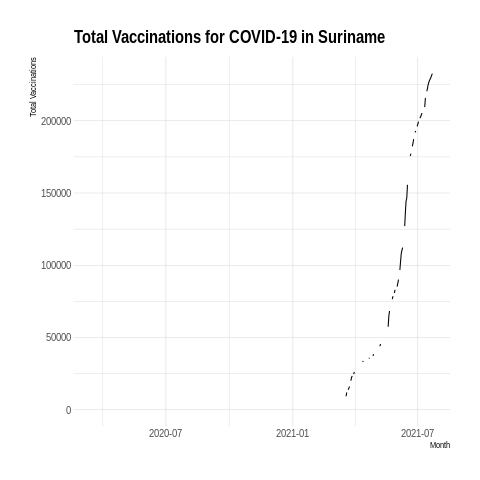 Total Vaccinations for COVID-19 in Suriname
Total Vaccinations
200000
150000
100000
50000
0
2020-07 2021-01 2021-07
Month